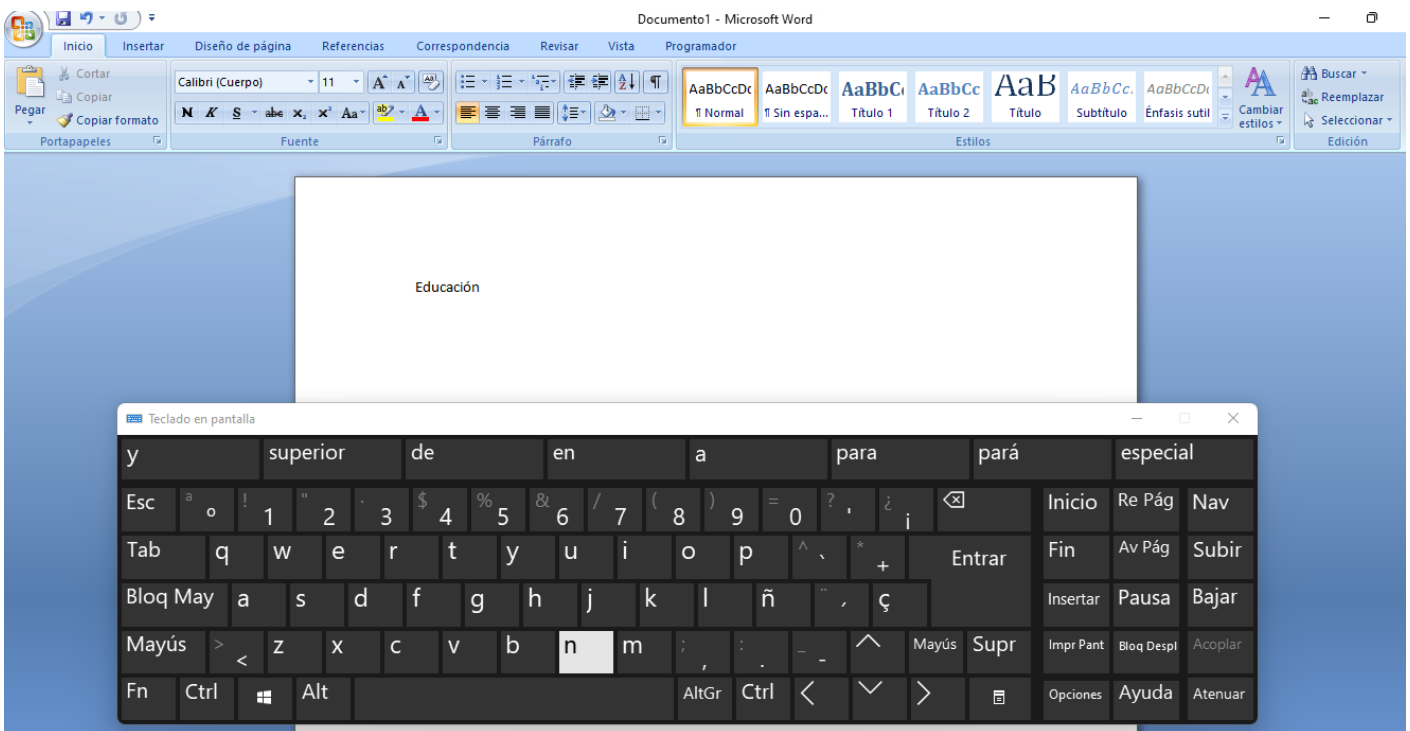 Documento1 - Microsoft Word
Inicio Insertar Diseño de página Referencias Correspondencia Revisar Vista Programador
Pegar
Cortar
Copiar
Copiar formato
Portapapeles
Calibri (Cuerpo) 11 A A Aa
N K S abc x₂ x² Aa ab A
Fuente
Párrafo
AaBbCcDc AaBbCcDc AaBbC AaBbCc AaB AaBbCc. AaBbCcDc
¶ Normal ¶ Sin espa... Título 1 Título 2 Título Subtítulo Énfasis sutil
Cambiar
estilos
Estilos
Buscar
Reemplazar
Seleccionar
Edición
Educación
Teclado en pantalla
y superior de en a para pará especial
Esc ª º ! 1 " 2 · 3 $ 4 % 5 & 6 / 7 ( 8 ) 9 = 0 ? ' ¿ ¡ Inicio Re Pág Nav
Tab q w e r t y u i o p ^ ` * + Entrar Fin Av Pág Subir
Bloq May a s d f g h j k l ñ ¨ ´ ç Insertar Pausa Bajar
Mayús > < z x c v b n m ; , : . _ - Mayús Supr Impr Pant Bloq Despl Acoplar
Fn Ctrl Alt AltGr Ctrl Opciones Ayuda Atenuar